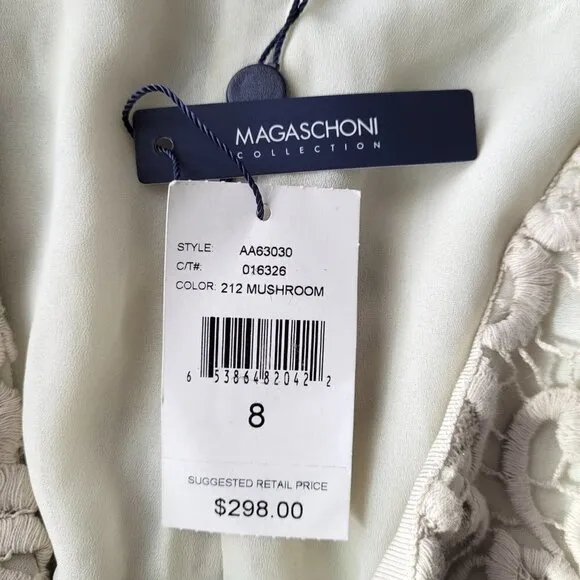 MAGASCHONI
COLLECTION
STYLE: AA63030
C/T#: 016326
COLOR: 212 MUSHROOM
6 53864 82042 2
8
SUGGESTED RETAIL PRICE
$298.00